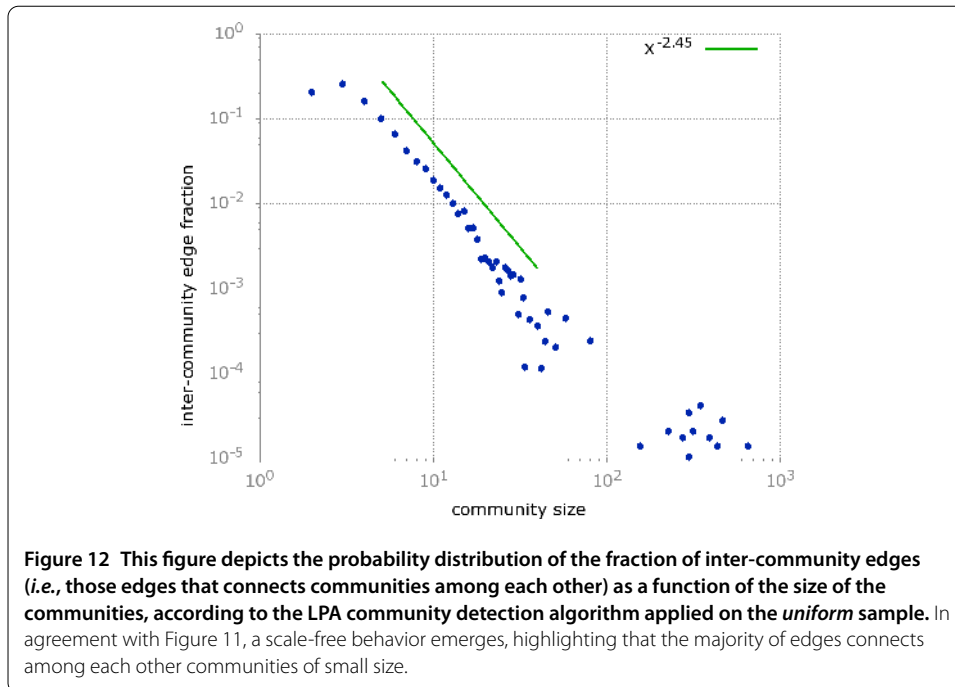 10^0
x^-2.45
10^-1
10^-2
10^-3
10^-4
10^-5
inter-community edge fraction
10^0 10^1 10^2 10^3
community size
Figure 12 This figure depicts the probability distribution of the fraction of inter-community edges
(i.e., those edges that connects communities among each other) as a function of the size of the
communities, according to the LPA community detection algorithm applied on the uniform sample. In
agreement with Figure 11, a scale-free behavior emerges, highlighting that the majority of edges connects
among each other communities of small size.